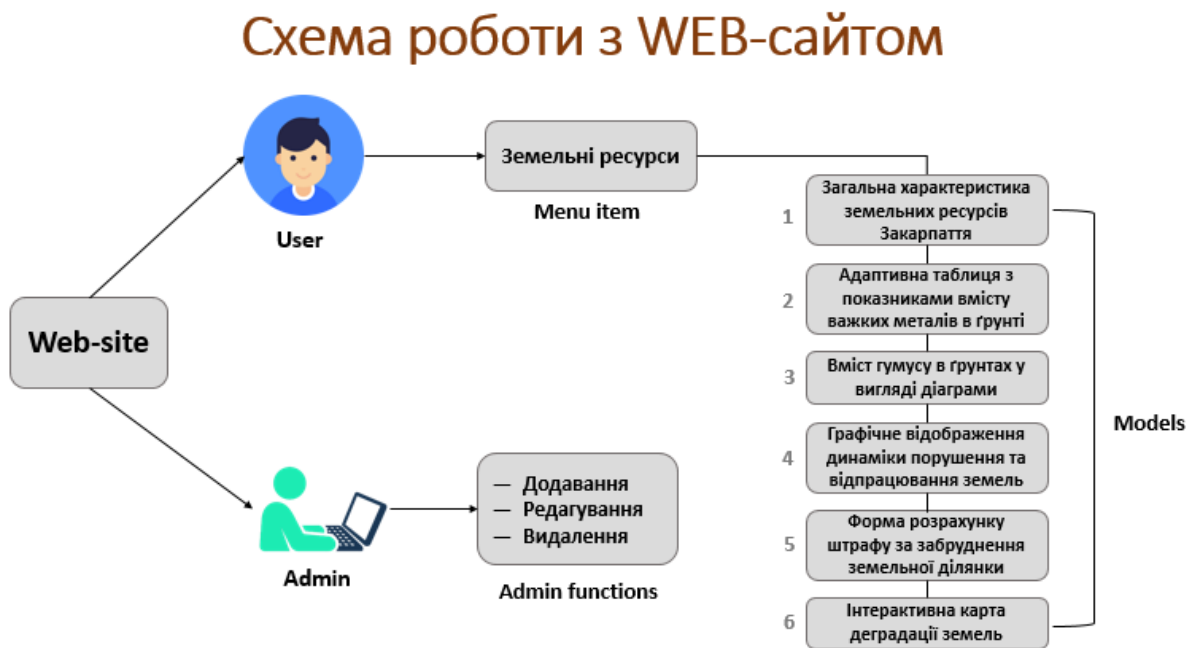 Схема роботи з WEB-сайтом
User
Земельні ресурси
Menu item
Web-site
Admin
— Додавання
— Редагування
— Видалення
Admin functions
1
Загальна характеристика
земельних ресурсів
Закарпаття
2
Адаптивна таблиця з
показниками вмісту
важких металів в ґрунті
3
Вміст гумусу в ґрунтах у
вигляді діаграми
4
Графічне відображення
динаміки порушення та
відпрацювання земель
5
Форма розрахунку
штрафу за забруднення
земельної ділянки
6
Інтерактивна карта
деградації земель
Models